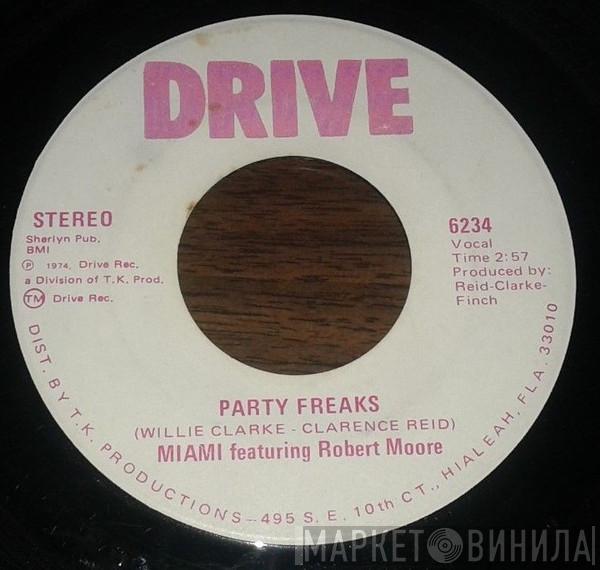 DRIVE
STEREO
Sherlyn Pub.
BMI
Ⓟ 1974, Drive Rec.
a Division of T.K. Prod.
TM Drive Rec.
6234
Vocal
Time 2:57
Produced by:
Reid-Clarke-
Finch
PARTY FREAKS
(WILLIE CLARKE - CLARENCE REID)
MIAMI featuring Robert Moore
DIST. BY T.K. PRODUCTIONS—495 S. E. 10th CT., HIALEAH, FLA. 33010
МАРКЕТ ВИНИЛА